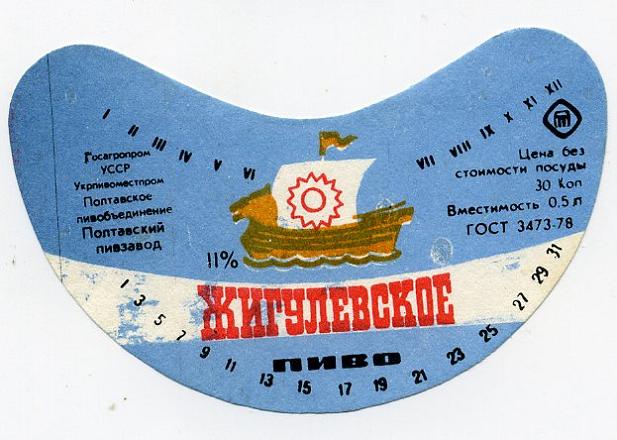 I II III IV V VI
VII VIII IX X XI XII
Госагропром
УССР
Укрпивоместпром
Полтавское
пивобъединение
Полтавский
пивзавод
Цена без
стоимости посуды
30 Коп
Вместимость 0,5 л
ГОСТ 3473-78
11%
ЖИГУЛЕВСКОЕ
ПИВО
1 3 5 7 9 11 13 15 17 19 21 23 25 27 29 31